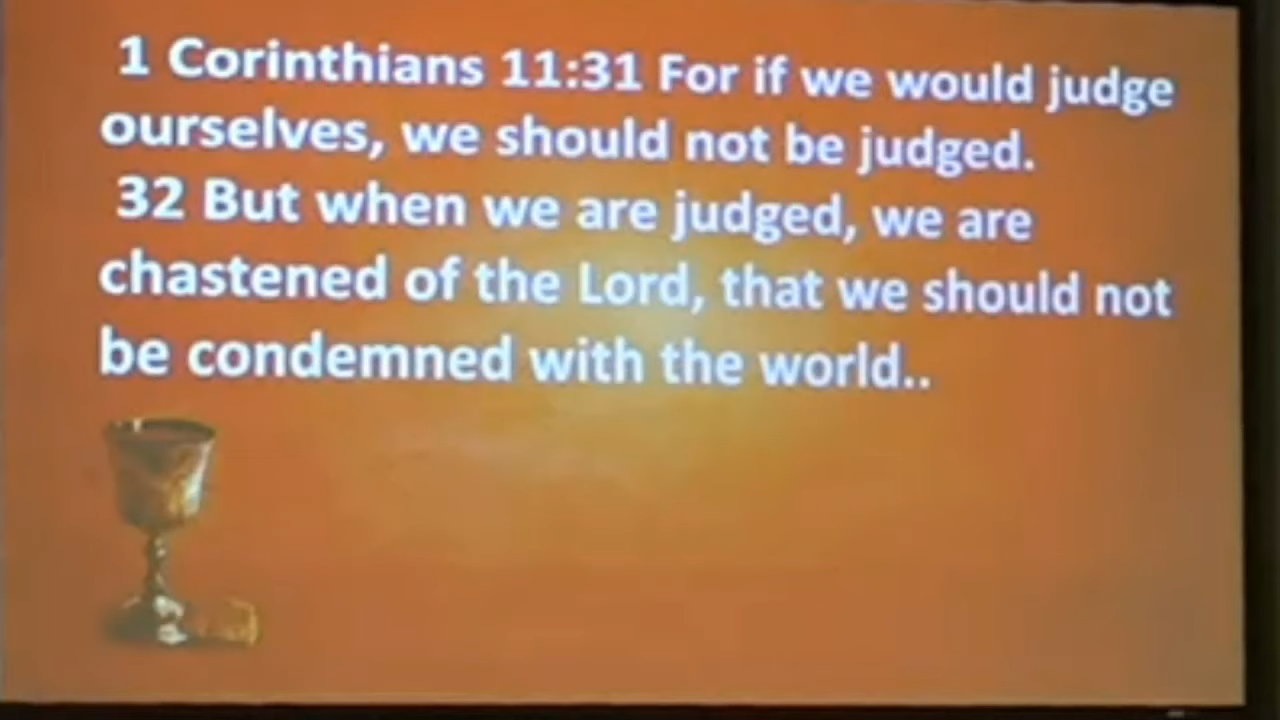 1 Corinthians 11:31 For if we would judge
ourselves, we should not be judged.
32 But when we are judged, we are
chastened of the Lord, that we should not
be condemned with the world..